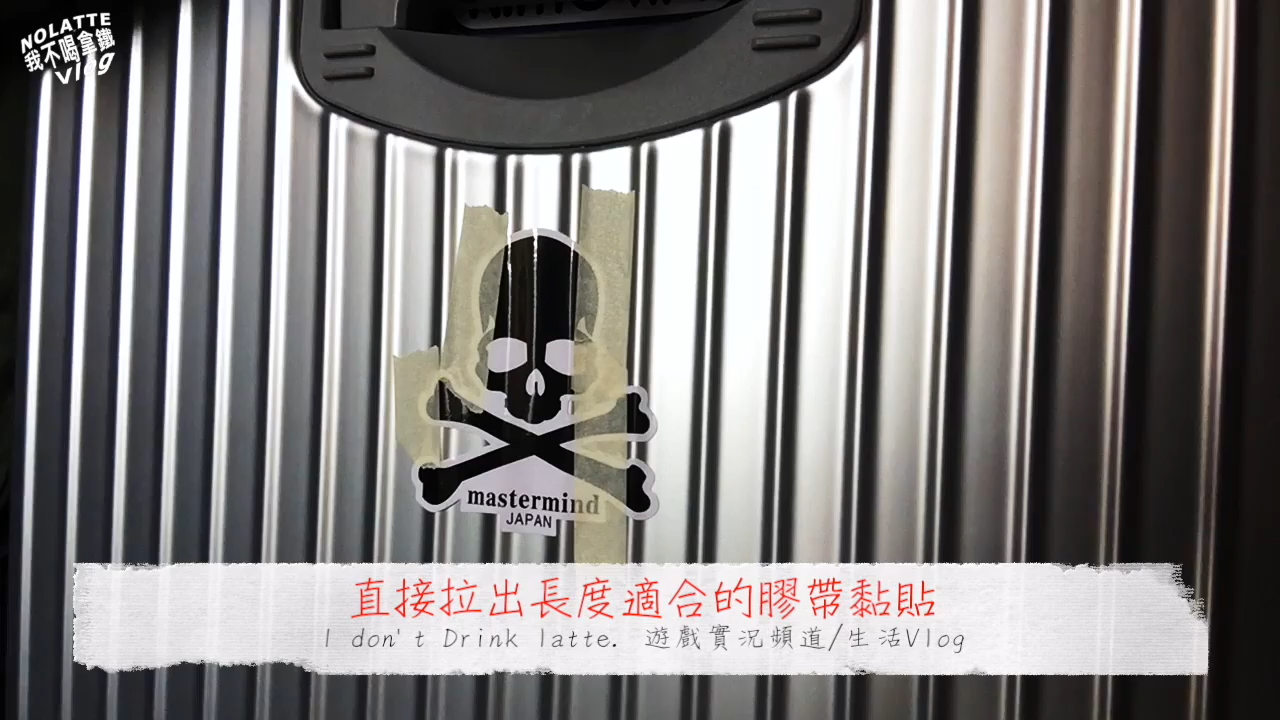 NOLATTE
我不喝拿鐵
vlog
mastermind
JAPAN
直接拉出長度適合的膠帶黏貼
I don't Drink latte. 遊戲實況頻道/生活Vlog